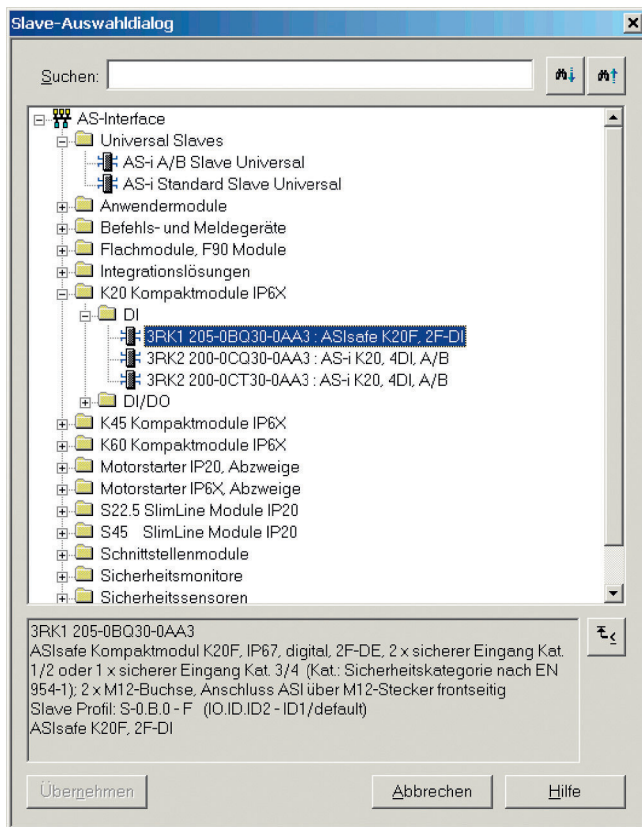 Slave-Auswahldialog
Suchen:
AS-Interface
Universal Slaves
AS-i A/B Slave Universal
AS-i Standard Slave Universal
Anwendermodule
Befehls- und Meldegeräte
Flachmodule, F90 Module
Integrationslösungen
K20 Kompaktmodule IP6X
DI
3RK1 205-0BQ30-0AA3 : ASIsafe K20F, 2F-DI
3RK2 200-0CQ30-0AA3 : AS-i K20, 4DI, A/B
3RK2 200-0CT30-0AA3 : AS-i K20, 4DI, A/B
DI/DO
K45 Kompaktmodule IP6X
K60 Kompaktmodule IP6X
Motorstarter IP20, Abzweige
Motorstarter IP6X, Abzweige
S22.5 SlimLine Module IP20
S45 SlimLine Module IP20
Schnittstellenmodule
Sicherheitsmonitore
Sicherheitssensoren
3RK1 205-0BQ30-0AA3
ASIsafe Kompaktmodul K20F, IP67, digital, 2F-DE, 2 x sicherer Eingang Kat.
1/2 oder 1 x sicherer Eingang Kat. 3/4 (Kat.: Sicherheitskategorie nach EN
954-1); 2 x M12-Buchse, Anschluss ASI über M12-Stecker frontseitig
Slave Profil: S-0.B.0 - F (IO.ID.ID2 - ID1/default)
ASIsafe K20F, 2F-DI
Übernehmen
Abbrechen
Hilfe